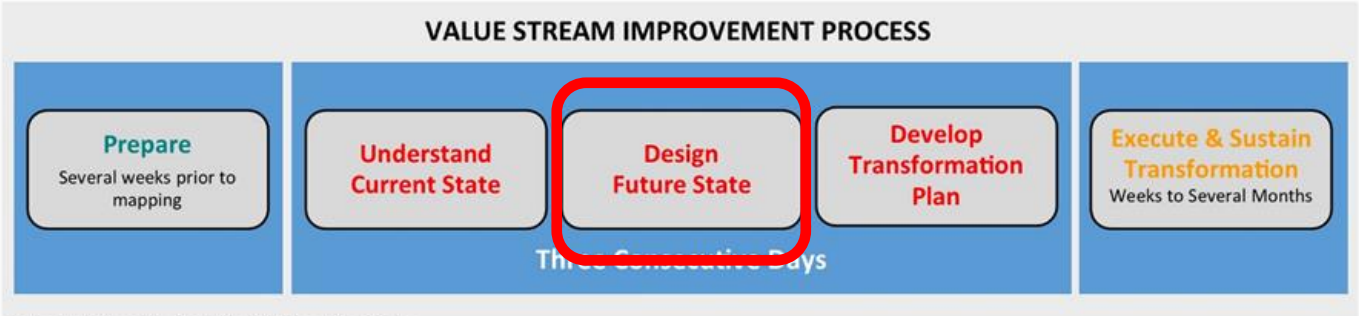 VALUE STREAM IMPROVEMENT PROCESS
Prepare
Several weeks prior to
mapping
Understand
Current State
Design
Future State
Develop
Transformation
Plan
Execute & Sustain
Transformation
Weeks to Several Months
Three Consecutive Days